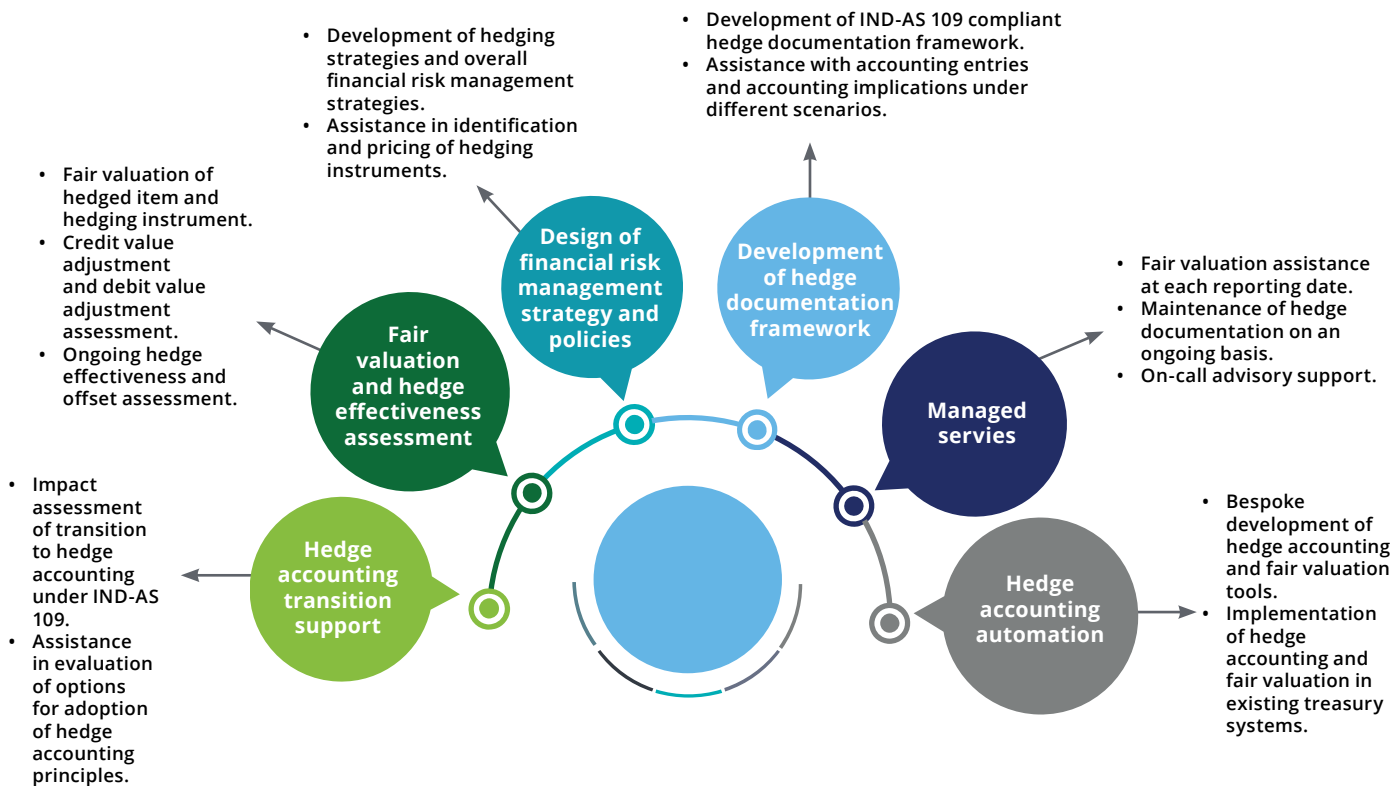 • Impact
assessment
of transition
to hedge
accounting
under IND-AS
109.
• Assistance
in evaluation
of options
for adoption
of hedge
accounting
principles.
Hedge
accounting
transition
support
• Fair valuation of
hedged item and
hedging instrument.
• Credit value
adjustment
and debit value
adjustment
assessment.
• Ongoing hedge
effectiveness and
offset assessment.
Fair
valuation
and hedge
effectiveness
assessment
• Development of hedging
strategies and overall
financial risk management
strategies.
• Assistance in identification
and pricing of hedging
instruments.
Design of
financial risk
management
strategy and
policies
• Development of IND-AS 109 compliant
hedge documentation framework.
• Assistance with accounting entries
and accounting implications under
different scenarios.
Development
of hedge
documentation
framework
• Fair valuation assistance
at each reporting date.
• Maintenance of hedge
documentation on an
ongoing basis.
• On-call advisory support.
Managed
servies
• Bespoke
development of
hedge accounting
and fair valuation
tools.
• Implementation
of hedge
accounting and
fair valuation in
existing treasury
systems.
Hedge
accounting
automation